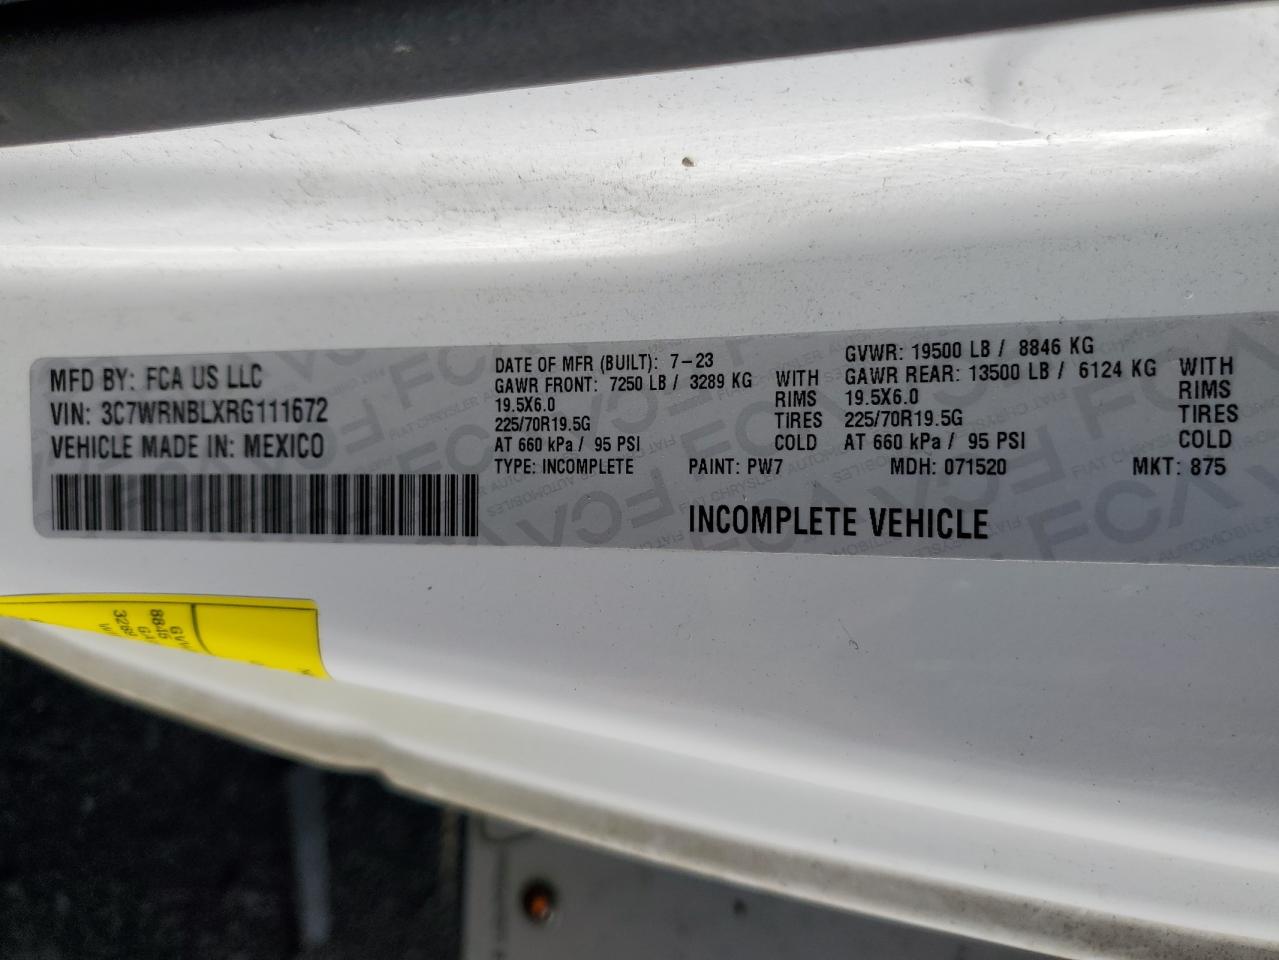 MFD BY: FCA US LLC
VIN: 3C7WRNBLXRG111672
VEHICLE MADE IN: MEXICO
DATE OF MFR (BUILT): 7-23
GAWR FRONT: 7250 LB / 3289 KG WITH
19.5X6.0 RIMS
225/70R19.5G TIRES
AT 660 kPa / 95 PSI COLD
TYPE: INCOMPLETE PAINT: PW7
GVWR: 19500 LB / 8846 KG
GAWR REAR: 13500 LB / 6124 KG WITH
19.5X6.0 RIMS
225/70R19.5G TIRES
AT 660 kPa / 95 PSI COLD
MDH: 071520 MKT: 875
INCOMPLETE VEHICLE